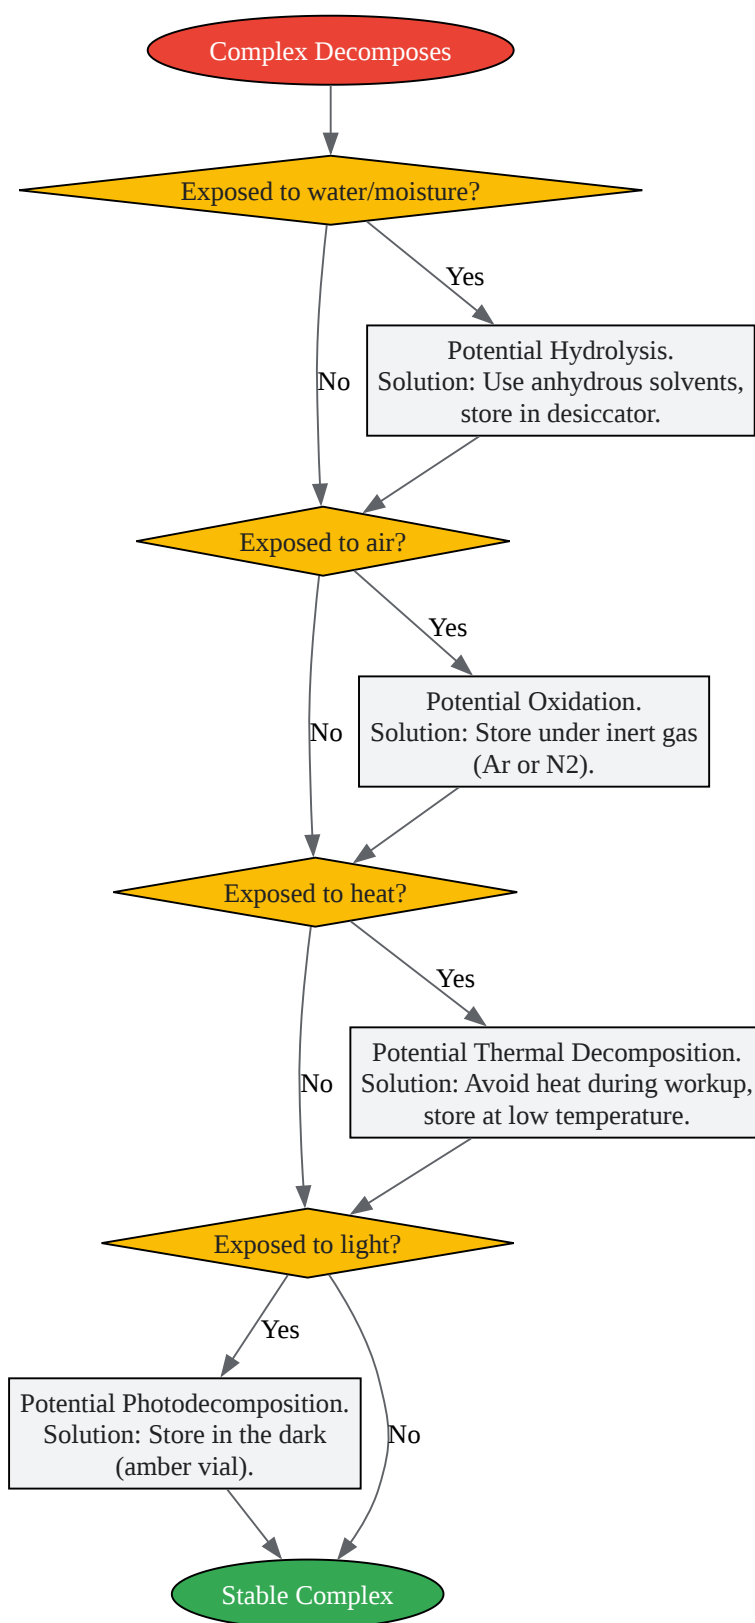 Complex Decomposes
Exposed to water/moisture?
Yes
Potential Hydrolysis.
Solution: Use anhydrous solvents,
store in desiccator.
No
Exposed to air?
Yes
Potential Oxidation.
Solution: Store under inert gas
(Ar or N2).
No
Exposed to heat?
Yes
Potential Thermal Decomposition.
Solution: Avoid heat during workup,
store at low temperature.
No
Exposed to light?
Yes
Potential Photodecomposition.
Solution: Store in the dark
(amber vial).
No
Stable Complex